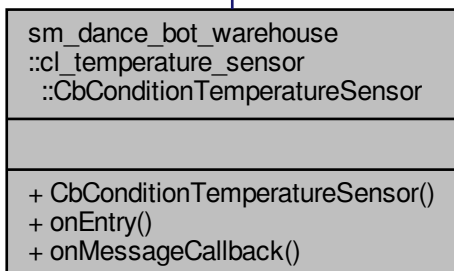 sm_dance_bot_warehouse
::cl_temperature_sensor
::CbConditionTemperatureSensor
+ CbConditionTemperatureSensor()
+ onEntry()
+ onMessageCallback()